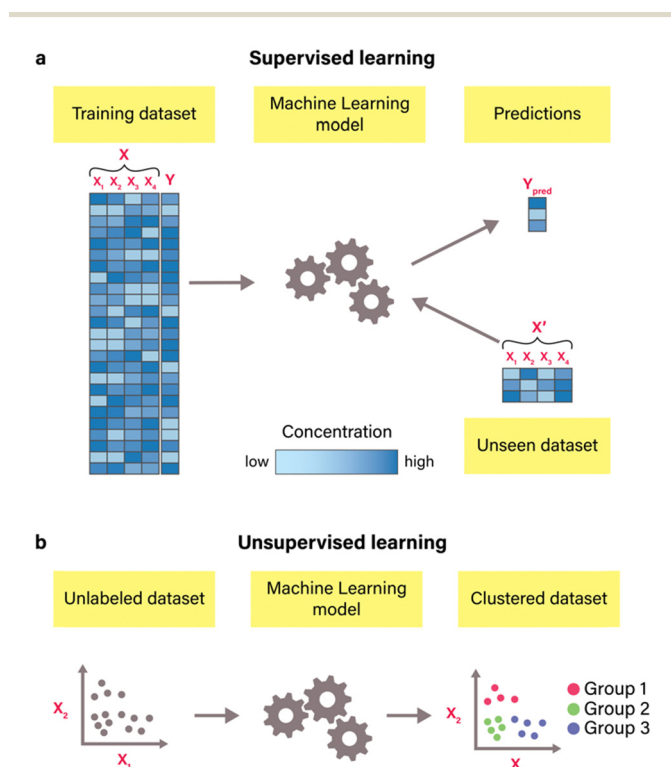 a Supervised learning
Training dataset
Machine Learning
model
Predictions
X
X₁ X₂ X₃ X₄ Y
Y pred
X'
X₁ X₂ X₃ X₄
Concentration
low high
Unseen dataset
b Unsupervised learning
Unlabeled dataset
Machine Learning
model
Clustered dataset
X₂
X₁
X₂
X
Group 1
Group 2
Group 3